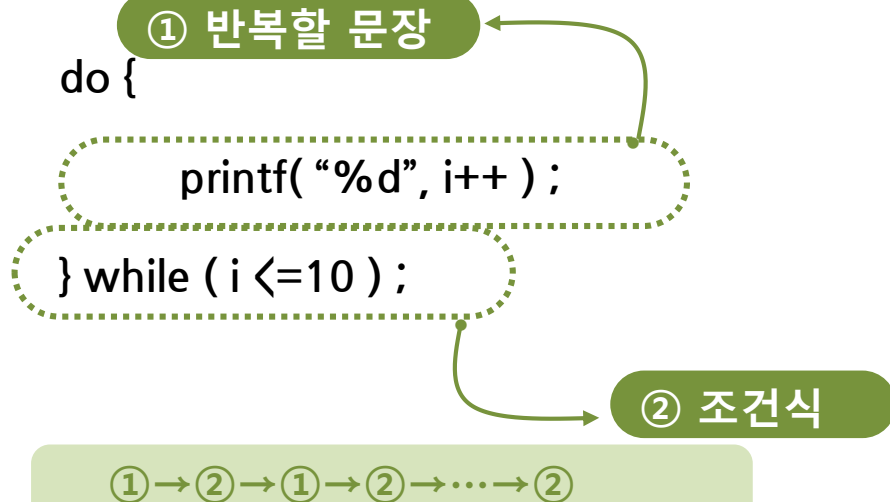 ① 반복할 문장
do {
printf( “%d”, i++ ) ;
} while ( i <=10 ) ;
② 조건식
①→②→①→②→⋯→②